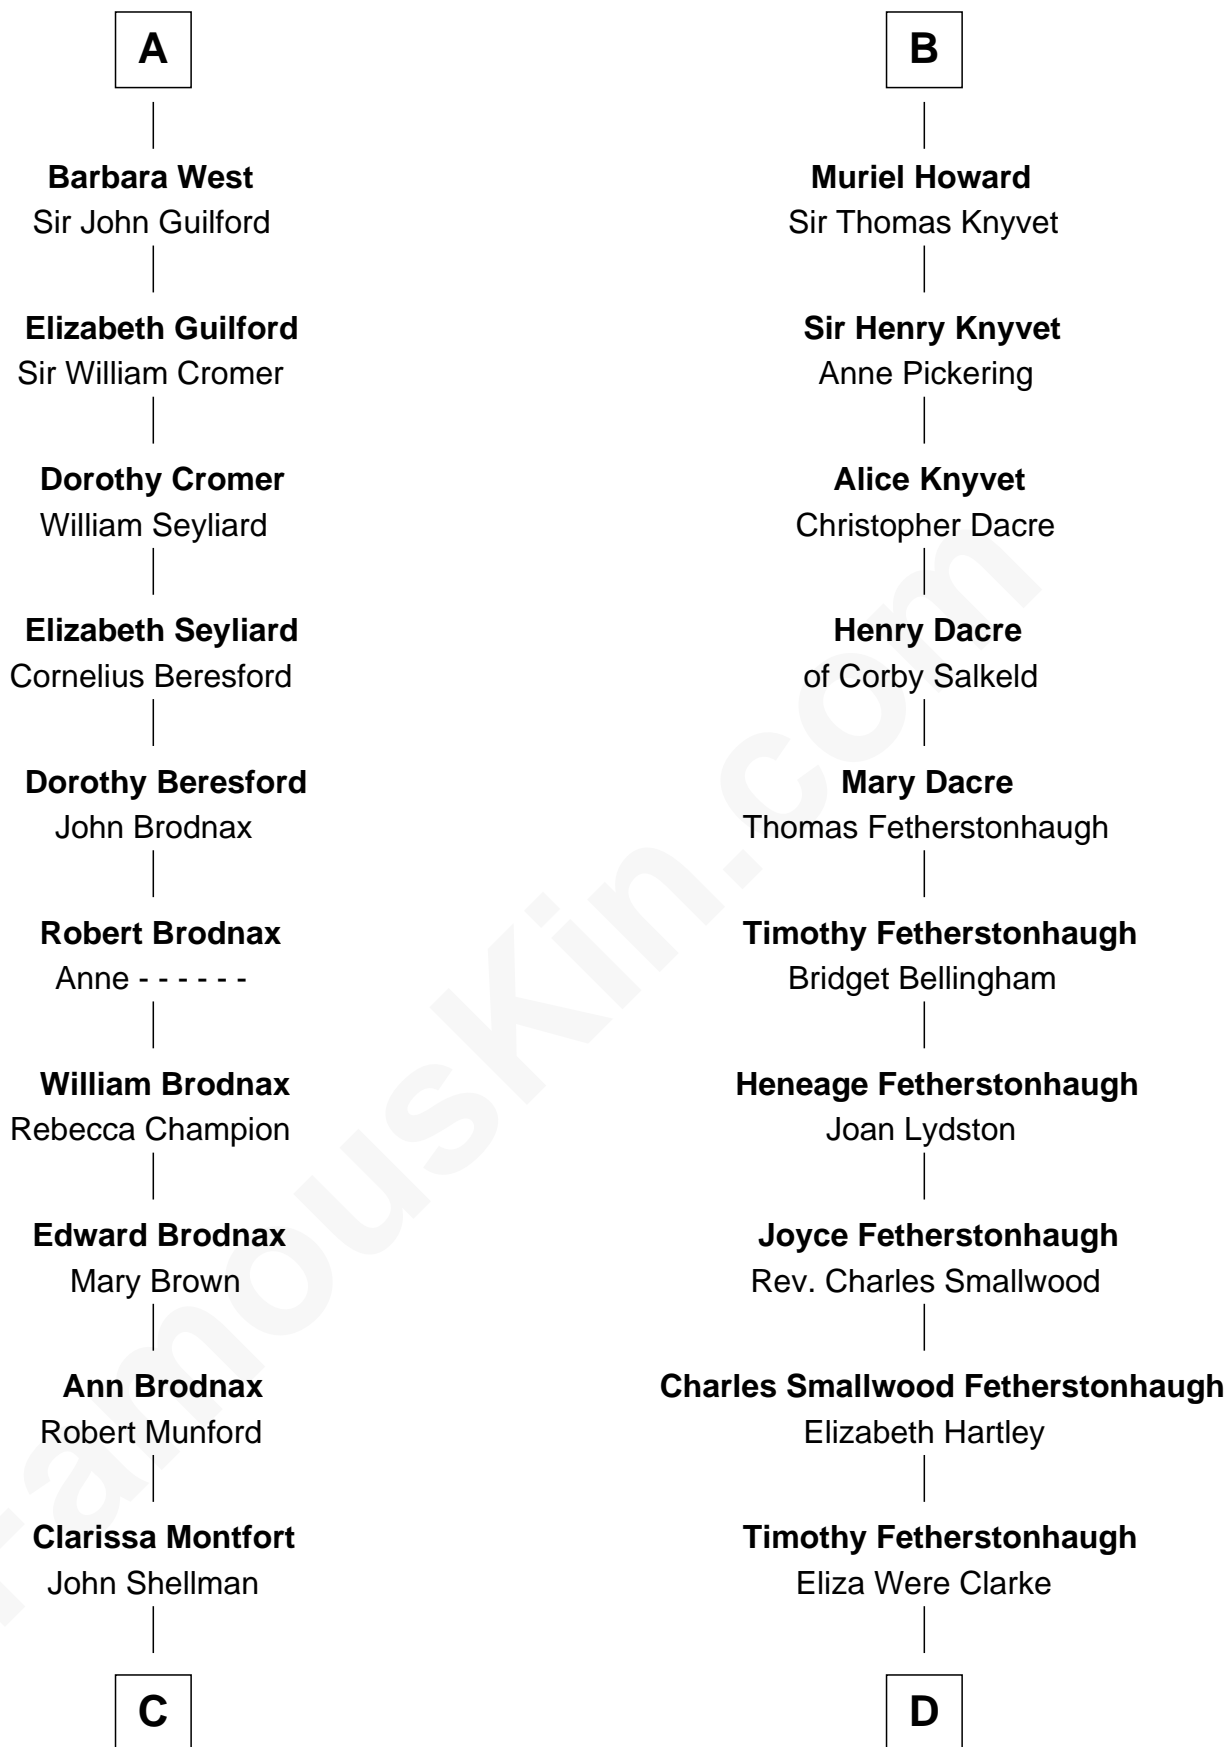 A
Barbara West
Sir John Guilford
Elizabeth Guilford
Sir William Cromer
Dorothy Cromer
William Seyliard
Elizabeth Seyliard
Cornelius Beresford
Dorothy Beresford
John Brodnax
Robert Brodnax
Anne - - - - - -
William Brodnax
Rebecca Champion
Edward Brodnax
Mary Brown
Ann Brodnax
Robert Munford
Clarissa Montfort
John Shellman
C
B
Muriel Howard
Sir Thomas Knyvet
Sir Henry Knyvet
Anne Pickering
Alice Knyvet
Christopher Dacre
Henry Dacre
of Corby Salkeld
Mary Dacre
Thomas Fetherstonhaugh
Timothy Fetherstonhaugh
Bridget Bellingham
Heneage Fetherstonhaugh
Joan Lydston
Joyce Fetherstonhaugh
Rev. Charles Smallwood
Charles Smallwood Fetherstonhaugh
Elizabeth Hartley
Timothy Fetherstonhaugh
Eliza Were Clarke
D
FamousKin.com